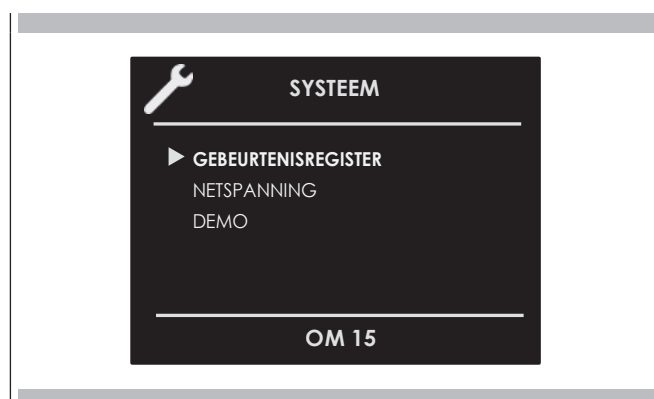 SYSTEEM
GEBEURTENISREGISTER
NETSPANNING
DEMO
OM 15